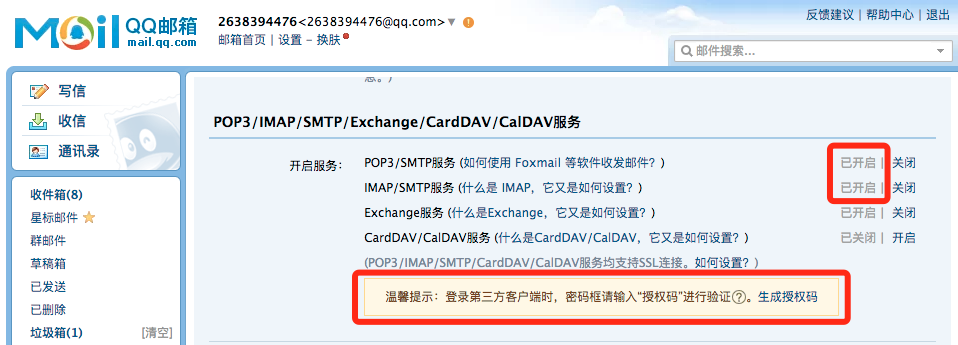 Mail QQ邮箱
mail.qq.com
2638394476<2638394476@qq.com>▼ !
邮箱首页 | 设置 - 换肤
反馈建议 | 帮助中心 | 退出
邮件搜索...
写信
收信
通讯录
收件箱(8)
星标邮件
群邮件
草稿箱
已发送
已删除
垃圾箱(1) [清空]
POP3/IMAP/SMTP/Exchange/CardDAV/CalDAV服务
开启服务： POP3/SMTP服务 (如何使用 Foxmail 等软件收发邮件？) 已开启 | 关闭
IMAP/SMTP服务 (什么是 IMAP，它又是如何设置？) 已开启 | 关闭
Exchange服务 (什么是Exchange，它又是如何设置？) 已开启 | 关闭
CardDAV/CalDAV服务 (什么是CardDAV/CalDAV，它又是如何设置？) 已关闭 | 开启
(POP3/IMAP/SMTP/CardDAV/CalDAV服务均支持SSL连接。如何设置？)
温馨提示：登录第三方客户端时，密码框请输入“授权码”进行验证?。生成授权码